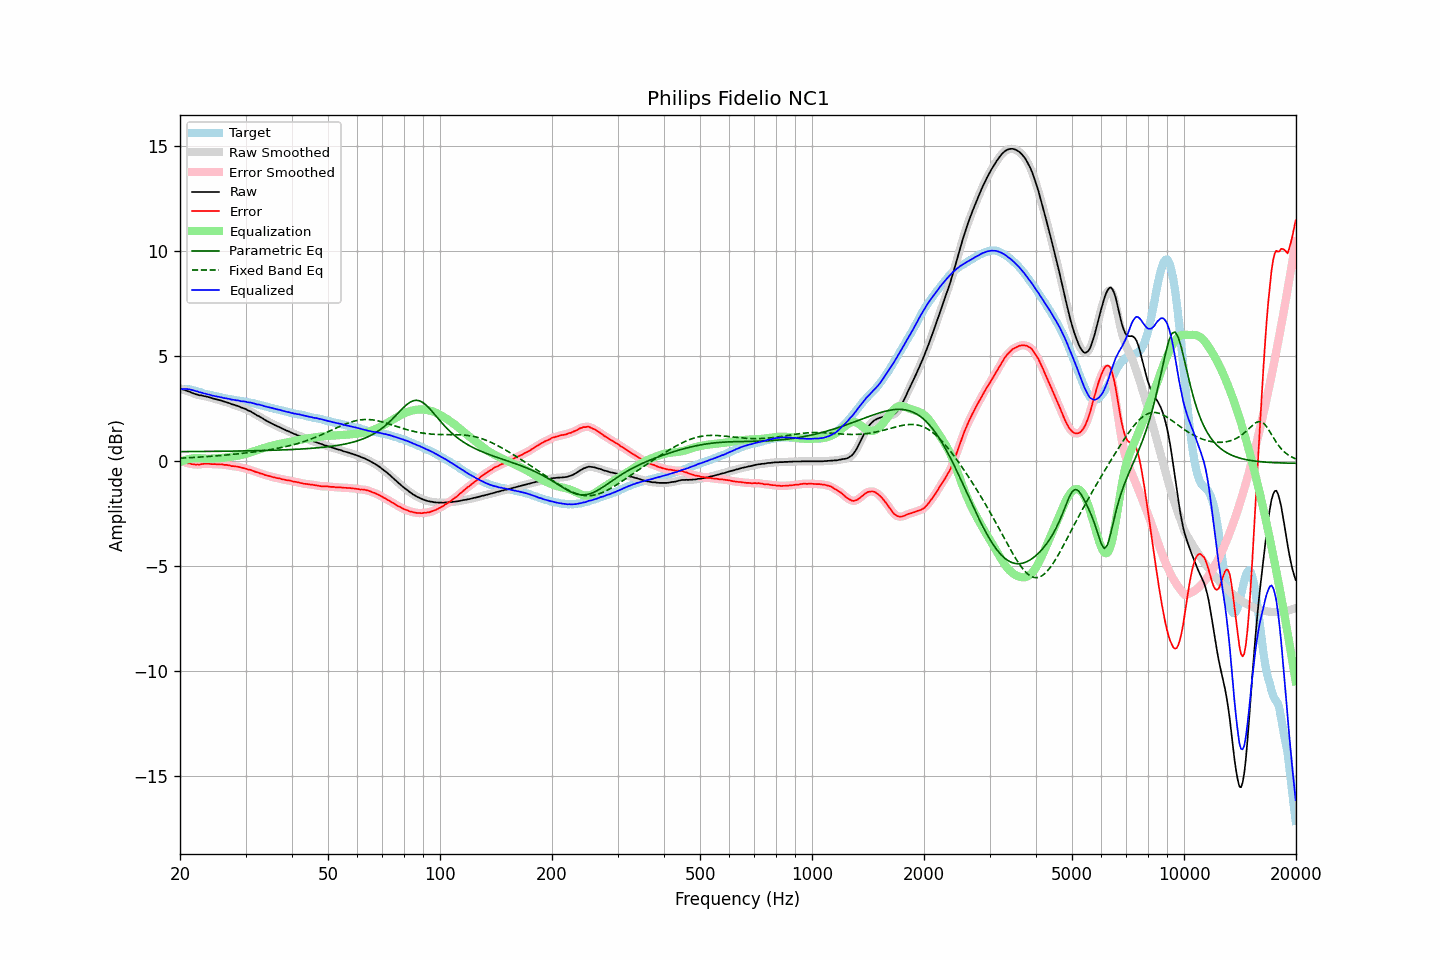 Philips Fidelio NC1
Target
Raw Smoothed
Error Smoothed
Raw
Error
Equalization
Parametric Eq
Fixed Band Eq
Equalized
15
10
5
0
−5
−10
−15
Amplitude (dBr)
20 50 100 200 500 1000 2000 5000 10000 20000
Frequency (Hz)